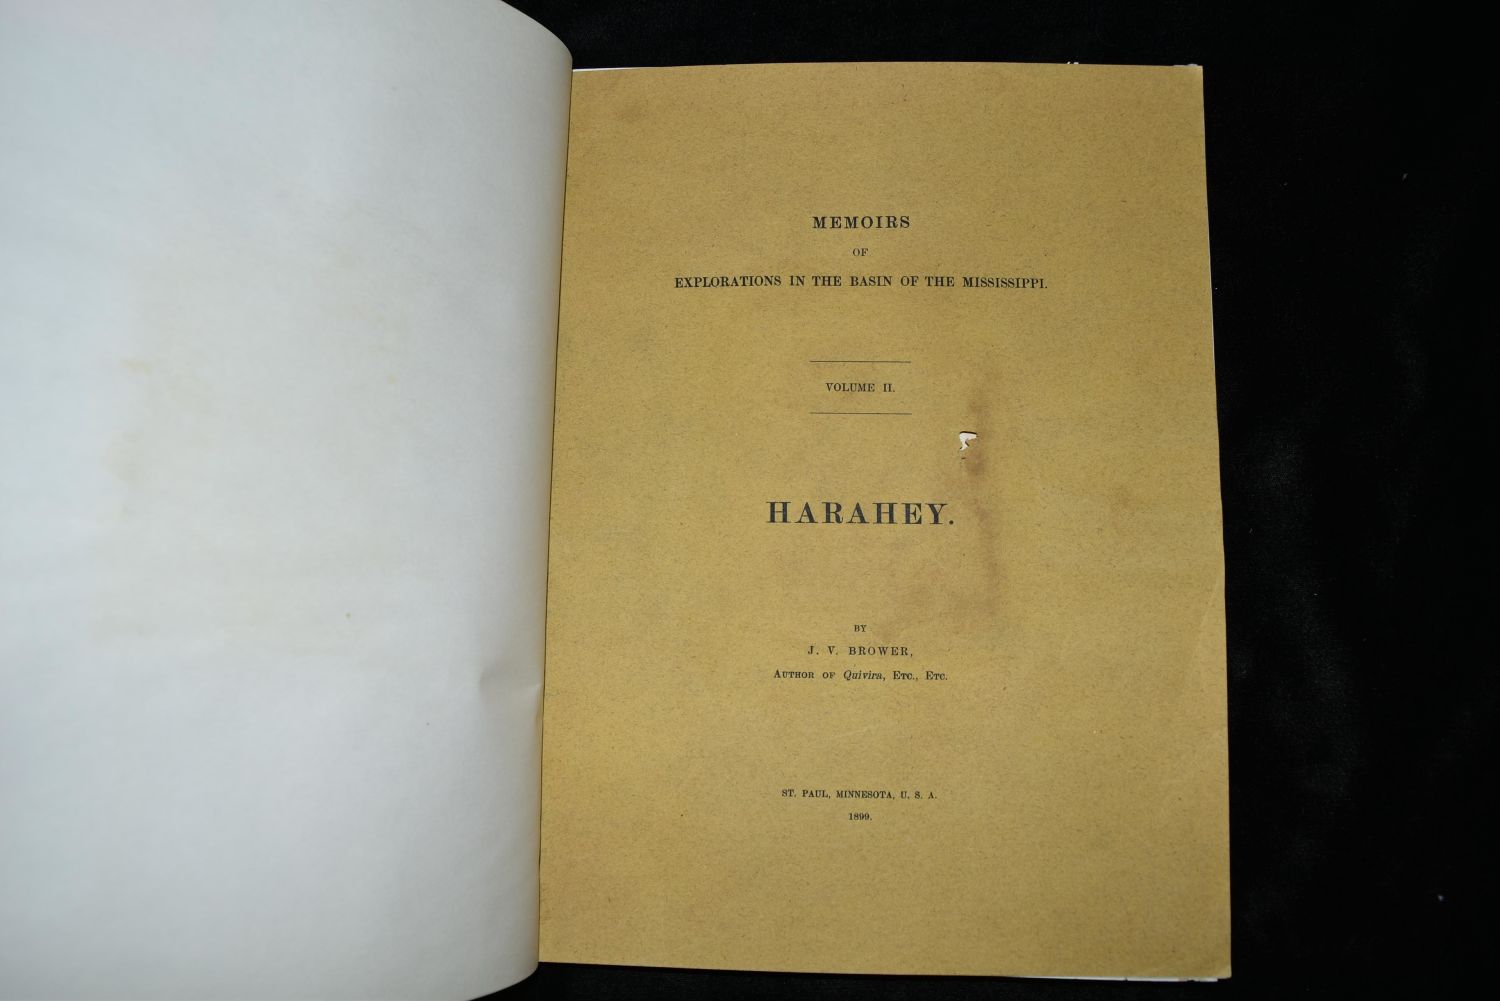 MEMOIRS
OF
EXPLORATIONS IN THE BASIN OF THE MISSISSIPPI.
VOLUME II.
HARAHEY.
BY
J. V. BROWER,
AUTHOR OF Quivira, ETC., ETC.
ST. PAUL, MINNESOTA, U. S. A.
1899.